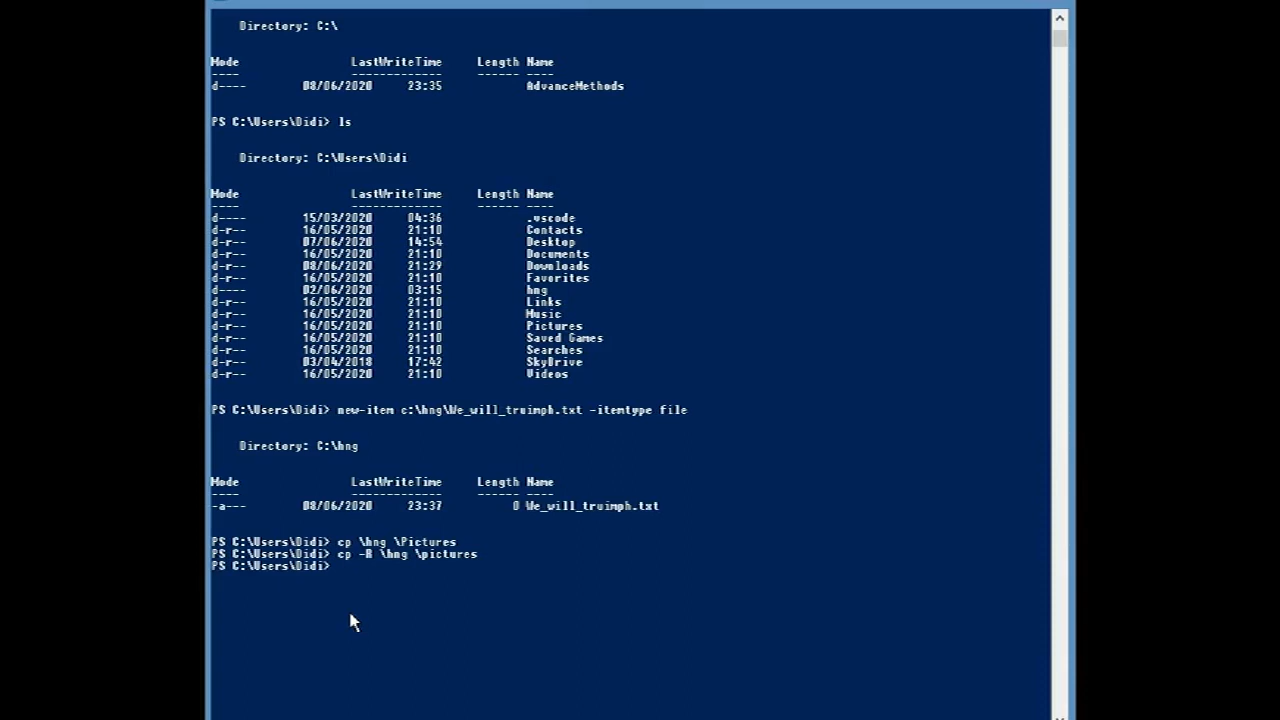 Directory: C:\
Mode LastWriteTime Length Name
---- ------------- ------ ----
d---- 08/06/2020 23:35 AdvanceMethods
PS C:\Users\Didi> ls
Directory: C:\Users\Didi
Mode LastWriteTime Length Name
---- ------------- ------ ----
d---- 15/03/2020 04:36 .vscode
d-r-- 16/05/2020 21:10 Contacts
d-r-- 07/06/2020 14:54 Desktop
d-r-- 16/05/2020 21:10 Documents
d-r-- 08/06/2020 21:29 Downloads
d-r-- 16/05/2020 21:10 Favorites
d---- 02/06/2020 03:15 hng
d-r-- 16/05/2020 21:10 Links
d-r-- 16/05/2020 21:10 Music
d-r-- 16/05/2020 21:10 Pictures
d-r-- 16/05/2020 21:10 Saved Games
d-r-- 16/05/2020 21:10 Searches
d-r-- 03/04/2018 17:42 SkyDrive
d-r-- 16/05/2020 21:10 Videos
PS C:\Users\Didi> new-item c:\hng\We_will_truimph.txt -itemtype file
Directory: C:\hng
Mode LastWriteTime Length Name
---- ------------- ------ ----
-a--- 08/06/2020 23:37 0 We_will_truimph.txt
PS C:\Users\Didi> cp \hng \Pictures
PS C:\Users\Didi> cp -R \hng \pictures
PS C:\Users\Didi>